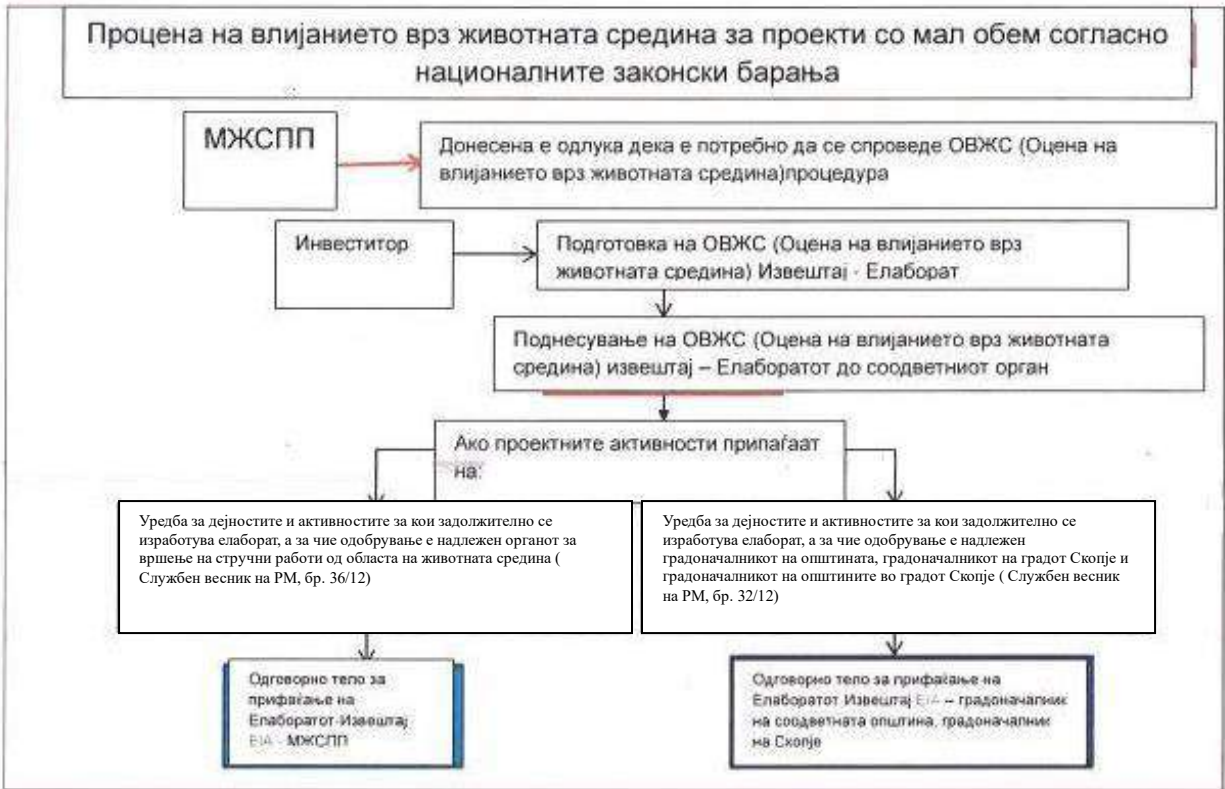 Процена на влијанието врз животната средина за проекти со мал обем согласно
националните законски барања
МЖСПП
Донесена е одлука дека е потребно да се спроведе ОВЖС (Оцена на
влијанието врз животната средина)процедура
Инвеститор
Подготовка на ОВЖС (Оцена на влијанието врз
животната средина) Извештај - Елаборат
Поднесување на ОВЖС (Оцена на влијанието врз животната
средина) извештај – Елаборатот до соодветниот орган
Ако проектните активности припаѓаат
на:
Уредба за дејностите и активностите за кои задолжително се
изработува елаборат, а за чие одобрување е надлежен органот за
вршење на стручни работи од областа на животната средина (
Службен весник на РМ, бр. 36/12)
Уредба за дејностите и активностите за кои задолжително се
изработува елаборат, а за чие одобрување е надлежен
градоначалникот на општината, градоначалникот на градот Скопје и
градоначалникот на општините во градот Скопје ( Службен весник
на РМ, бр. 32/12)
Одговорно тело за
прифаќање на
Елаборатот-Извештај
EIA - МЖСПП
Одговорно тело за прифаќање на
Елаборатот Извештај EIA – градоначалник
на соодветната општина, градоначалник
на Скопје